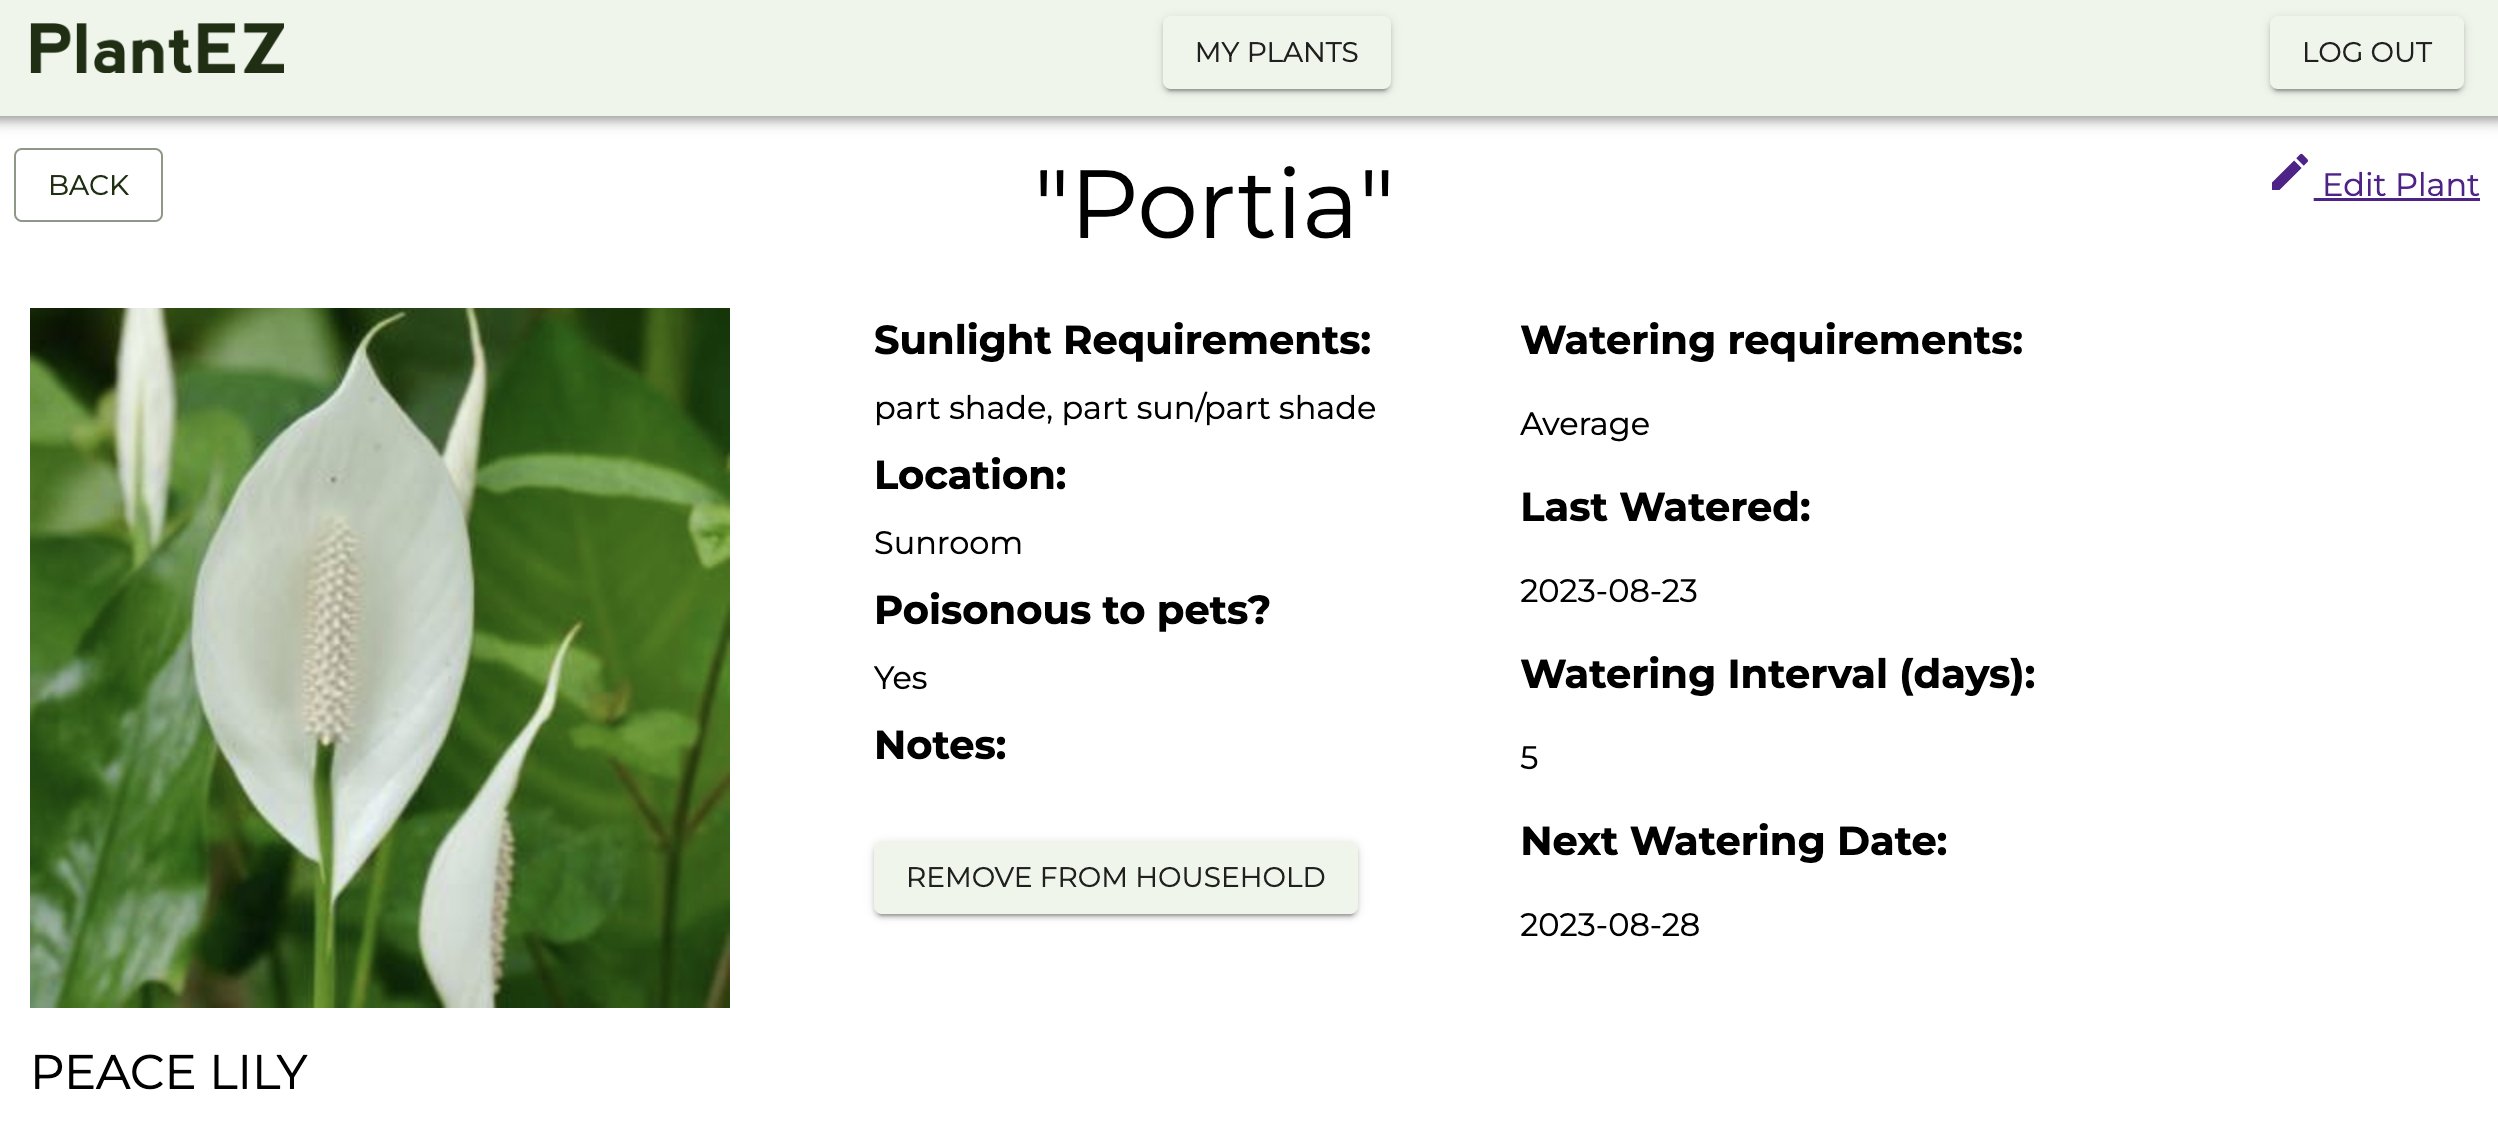 PlantEZ
MY PLANTS
LOG OUT
BACK
"Portia"
Edit Plant
Sunlight Requirements:
part shade, part sun/part shade
Location:
Sunroom
Poisonous to pets?
Yes
Notes:
REMOVE FROM HOUSEHOLD
Watering requirements:
Average
Last Watered:
2023-08-23
Watering Interval (days):
5
Next Watering Date:
2023-08-28
PEACE LILY